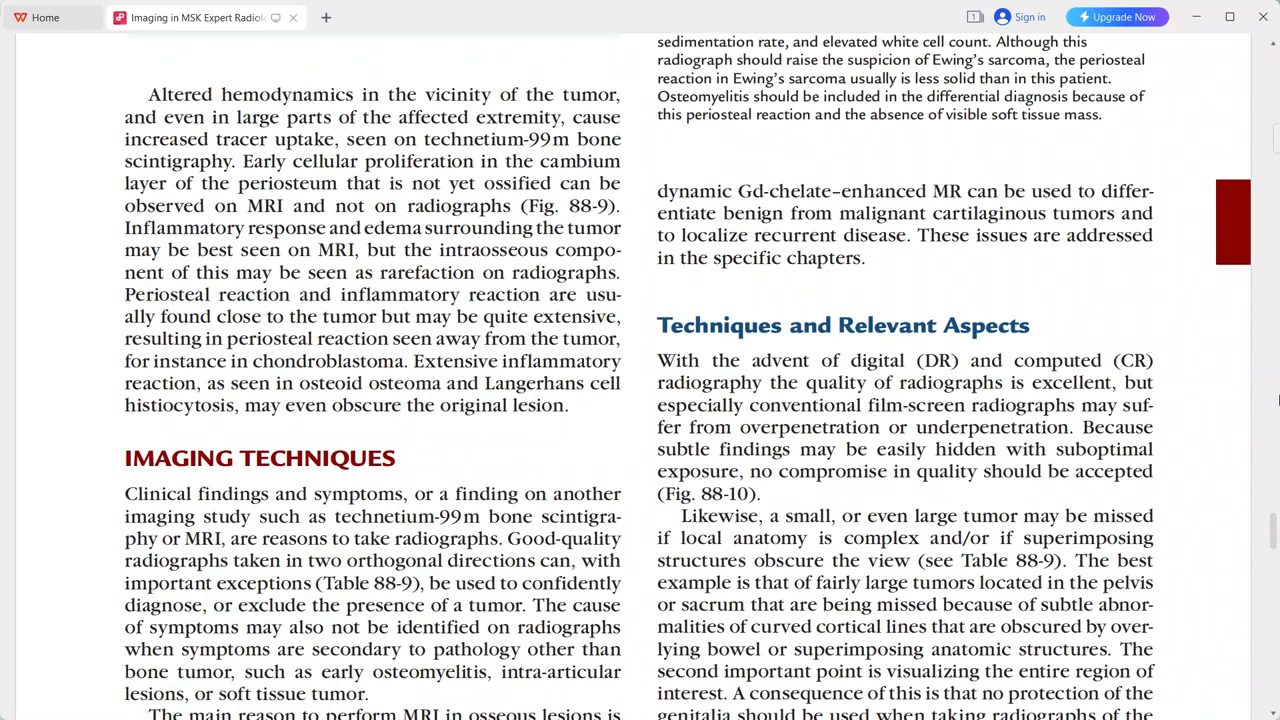 Home
Imaging in MSK Expert Radiolo
Sign in
Upgrade Now
Altered hemodynamics in the vicinity of the tumor,
and even in large parts of the affected extremity, cause
increased tracer uptake, seen on technetium-99m bone
scintigraphy. Early cellular proliferation in the cambium
layer of the periosteum that is not yet ossified can be
observed on MRI and not on radiographs (Fig. 88-9).
Inflammatory response and edema surrounding the tumor
may be best seen on MRI, but the intraosseous compo-
nent of this may be seen as rarefaction on radiographs.
Periosteal reaction and inflammatory reaction are usu-
ally found close to the tumor but may be quite extensive,
resulting in periosteal reaction seen away from the tumor,
for instance in chondroblastoma. Extensive inflammatory
reaction, as seen in osteoid osteoma and Langerhans cell
histiocytosis, may even obscure the original lesion.
IMAGING TECHNIQUES
Clinical findings and symptoms, or a finding on another
imaging study such as technetium-99m bone scintigra-
phy or MRI, are reasons to take radiographs. Good-quality
radiographs taken in two orthogonal directions can, with
important exceptions (Table 88-9), be used to confidently
diagnose, or exclude the presence of a tumor. The cause
of symptoms may also not be identified on radiographs
when symptoms are secondary to pathology other than
bone tumor, such as early osteomyelitis, intra-articular
lesions, or soft tissue tumor.
The main reason to perform MRI in osseous lesions is
sedimentation rate, and elevated white cell count. Although this
radiograph should raise the suspicion of Ewing's sarcoma, the periosteal
reaction in Ewing's sarcoma usually is less solid than in this patient.
Osteomyelitis should be included in the differential diagnosis because of
this periosteal reaction and the absence of visible soft tissue mass.
dynamic Gd-chelate–enhanced MR can be used to differ-
entiate benign from malignant cartilaginous tumors and
to localize recurrent disease. These issues are addressed
in the specific chapters.
Techniques and Relevant Aspects
With the advent of digital (DR) and computed (CR)
radiography the quality of radiographs is excellent, but
especially conventional film-screen radiographs may suf-
fer from overpenetration or underpenetration. Because
subtle findings may be easily hidden with suboptimal
exposure, no compromise in quality should be accepted
(Fig. 88-10).
Likewise, a small, or even large tumor may be missed
if local anatomy is complex and/or if superimposing
structures obscure the view (see Table 88-9). The best
example is that of fairly large tumors located in the pelvis
or sacrum that are being missed because of subtle abnor-
malities of curved cortical lines that are obscured by over-
lying bowel or superimposing anatomic structures. The
second important point is visualizing the entire region of
interest. A consequence of this is that no protection of the
genitalia should be used when taking radiographs of the